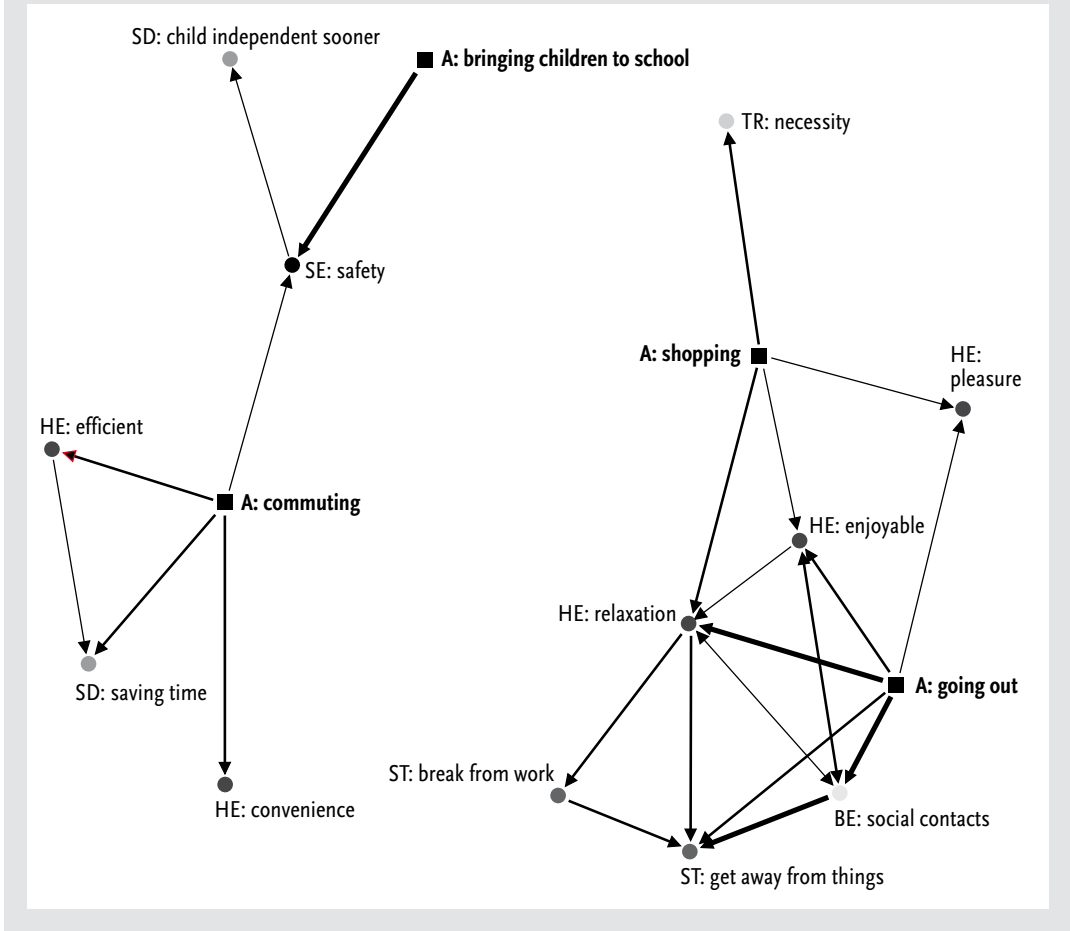 SD: child independent sooner
A: bringing children to school
TR: necessity
SE: safety
A: shopping
HE:
pleasure
HE: efficient
A: commuting
HE: enjoyable
HE: relaxation
SD: saving time
A: going out
ST: break from work
HE: convenience
BE: social contacts
ST: get away from things